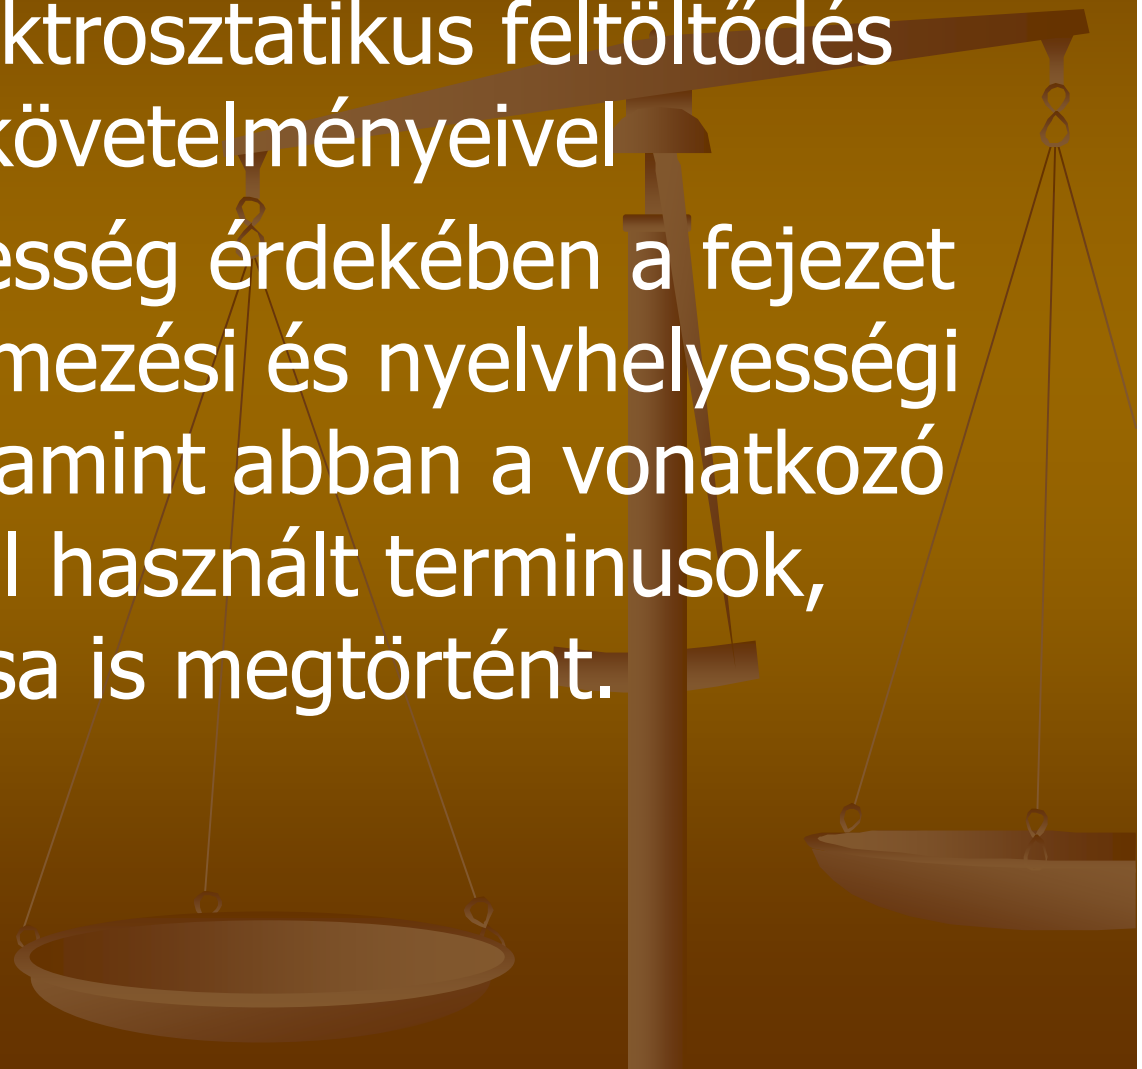 ktrosztatikus feltöltődés
követelményeivel
esség érdekében a fejezet
mezési és nyelvhelyességi
amint abban a vonatkozó
l használt terminusok,
sa is megtörtént.